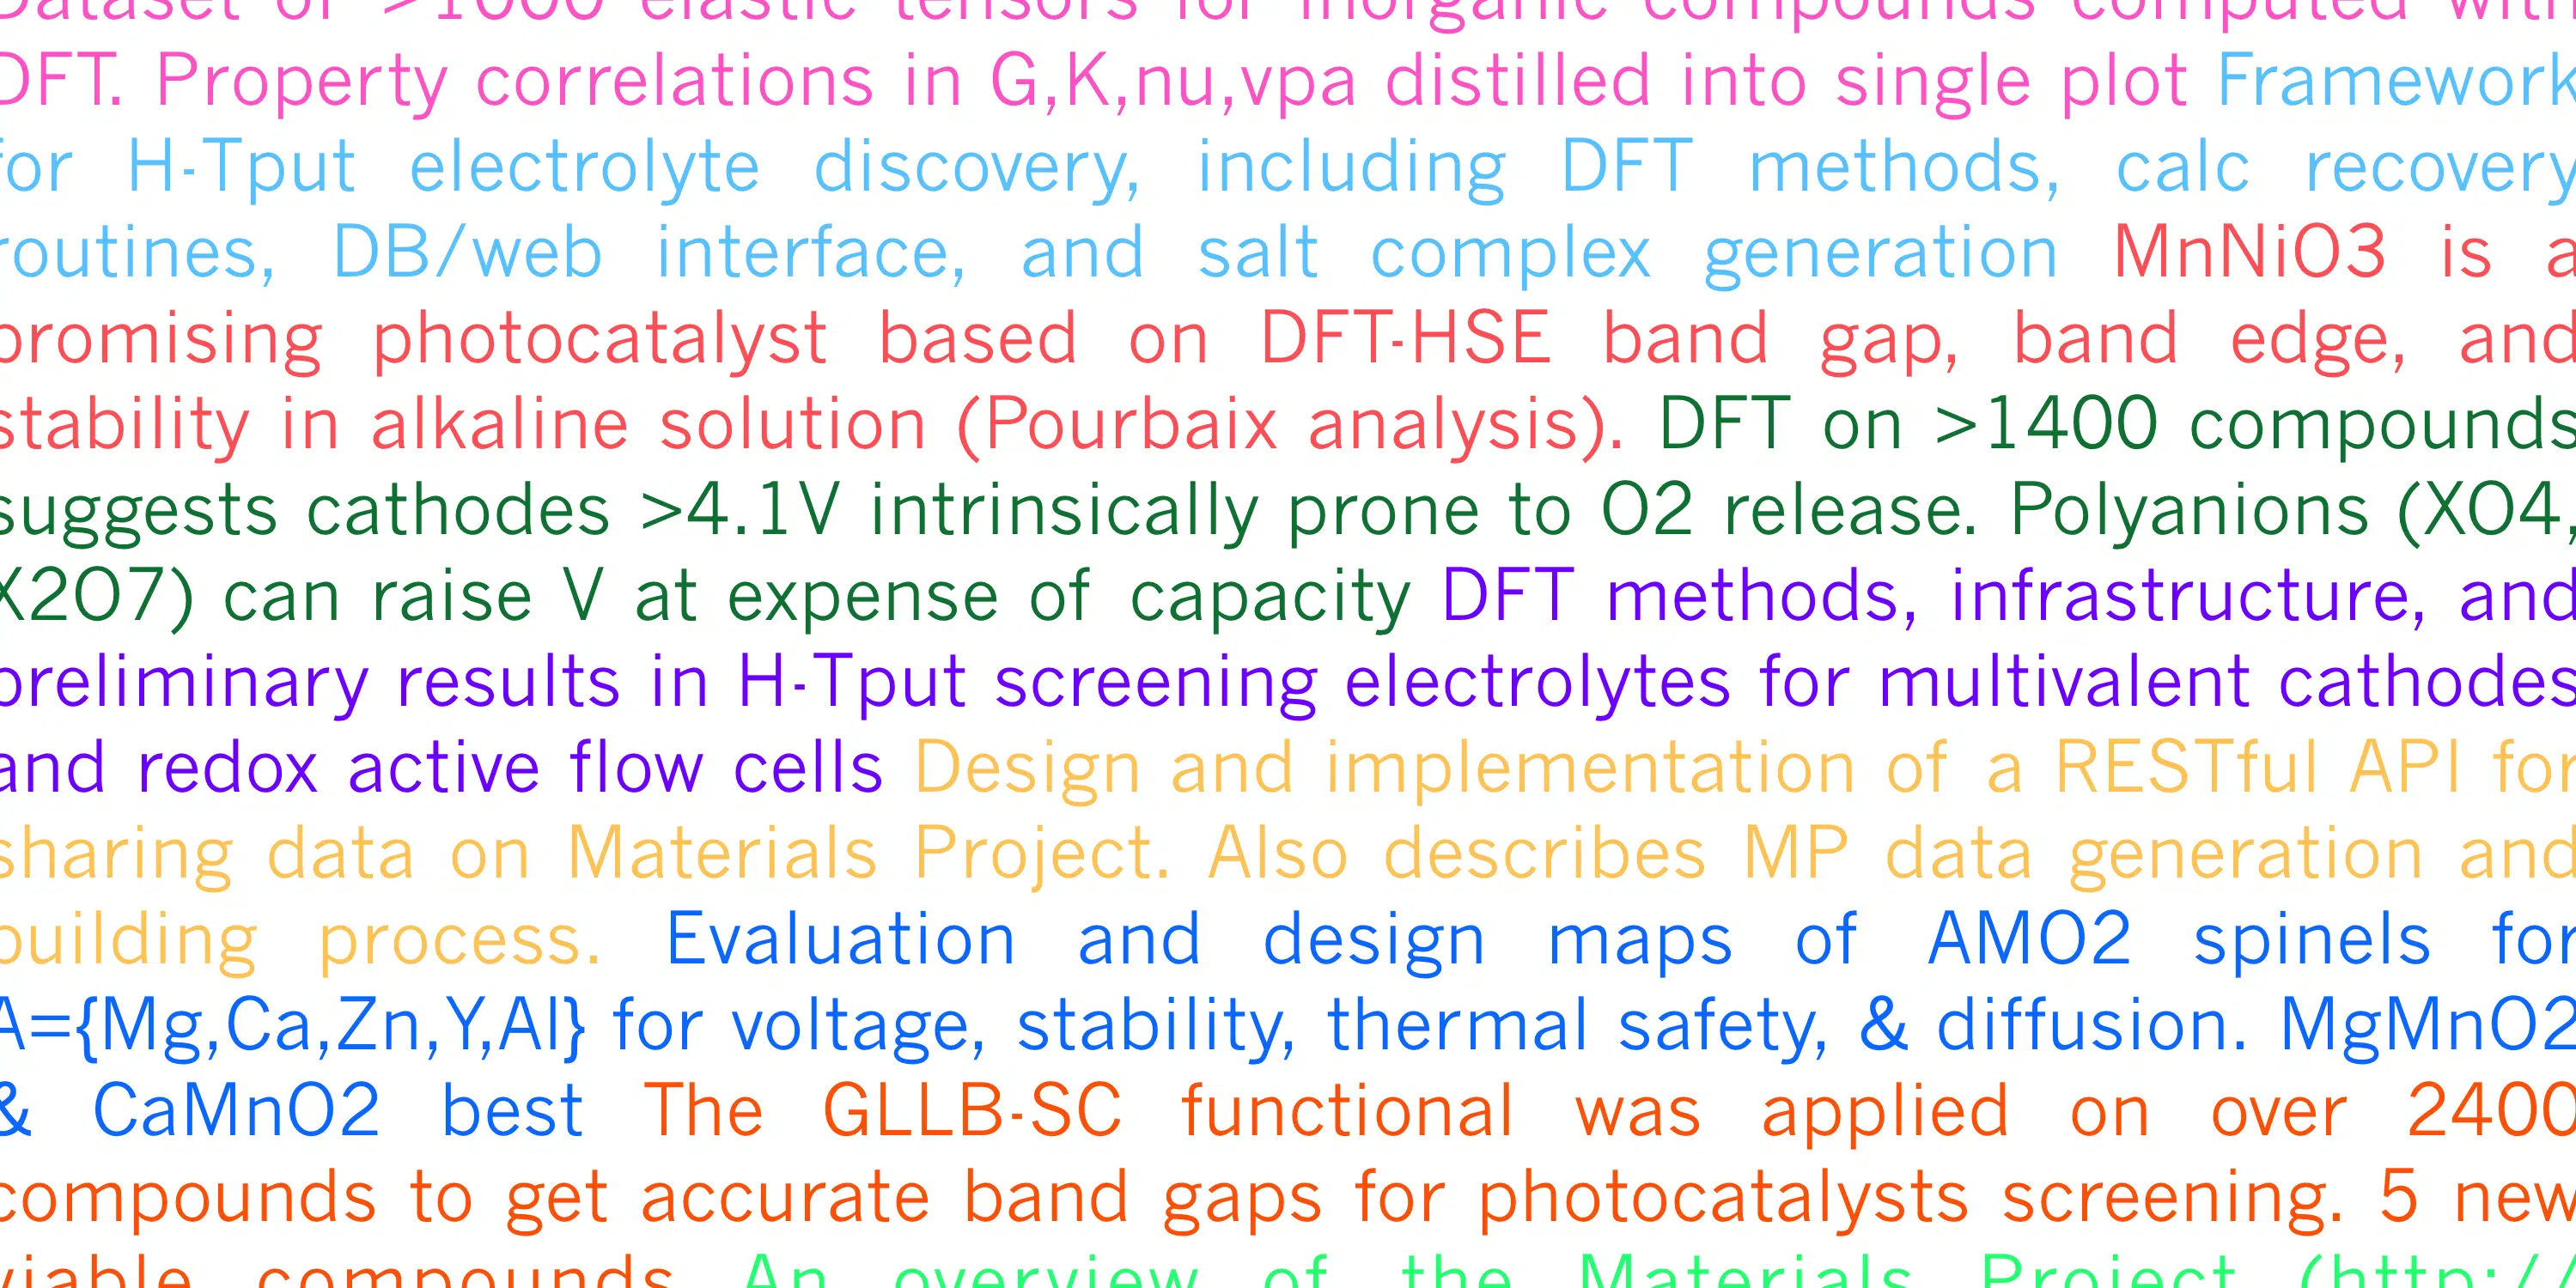 Dataset of >1000 elastic tensors for inorganic compounds computed with
DFT. Property correlations in G,K,nu,vpa distilled into single plot Framework
for H-Tput electrolyte discovery, including DFT methods, calc recovery
routines, DB/web interface, and salt complex generation MnNiO3 is a
promising photocatalyst based on DFT-HSE band gap, band edge, and
stability in alkaline solution (Pourbaix analysis). DFT on >1400 compounds
suggests cathodes >4.1V intrinsically prone to O2 release. Polyanions (XO4,
X2O7) can raise V at expense of capacity DFT methods, infrastructure, and
preliminary results in H-Tput screening electrolytes for multivalent cathodes
and redox active flow cells Design and implementation of a RESTful API for
sharing data on Materials Project. Also describes MP data generation and
building process. Evaluation and design maps of AMO2 spinels for
A={Mg,Ca,Zn,Y,Al} for voltage, stability, thermal safety, & diffusion. MgMnO2
& CaMnO2 best The GLLB-SC functional was applied on over 2400
compounds to get accurate band gaps for photocatalysts screening. 5 new
viable compounds An overview of the Materials Project (http:/